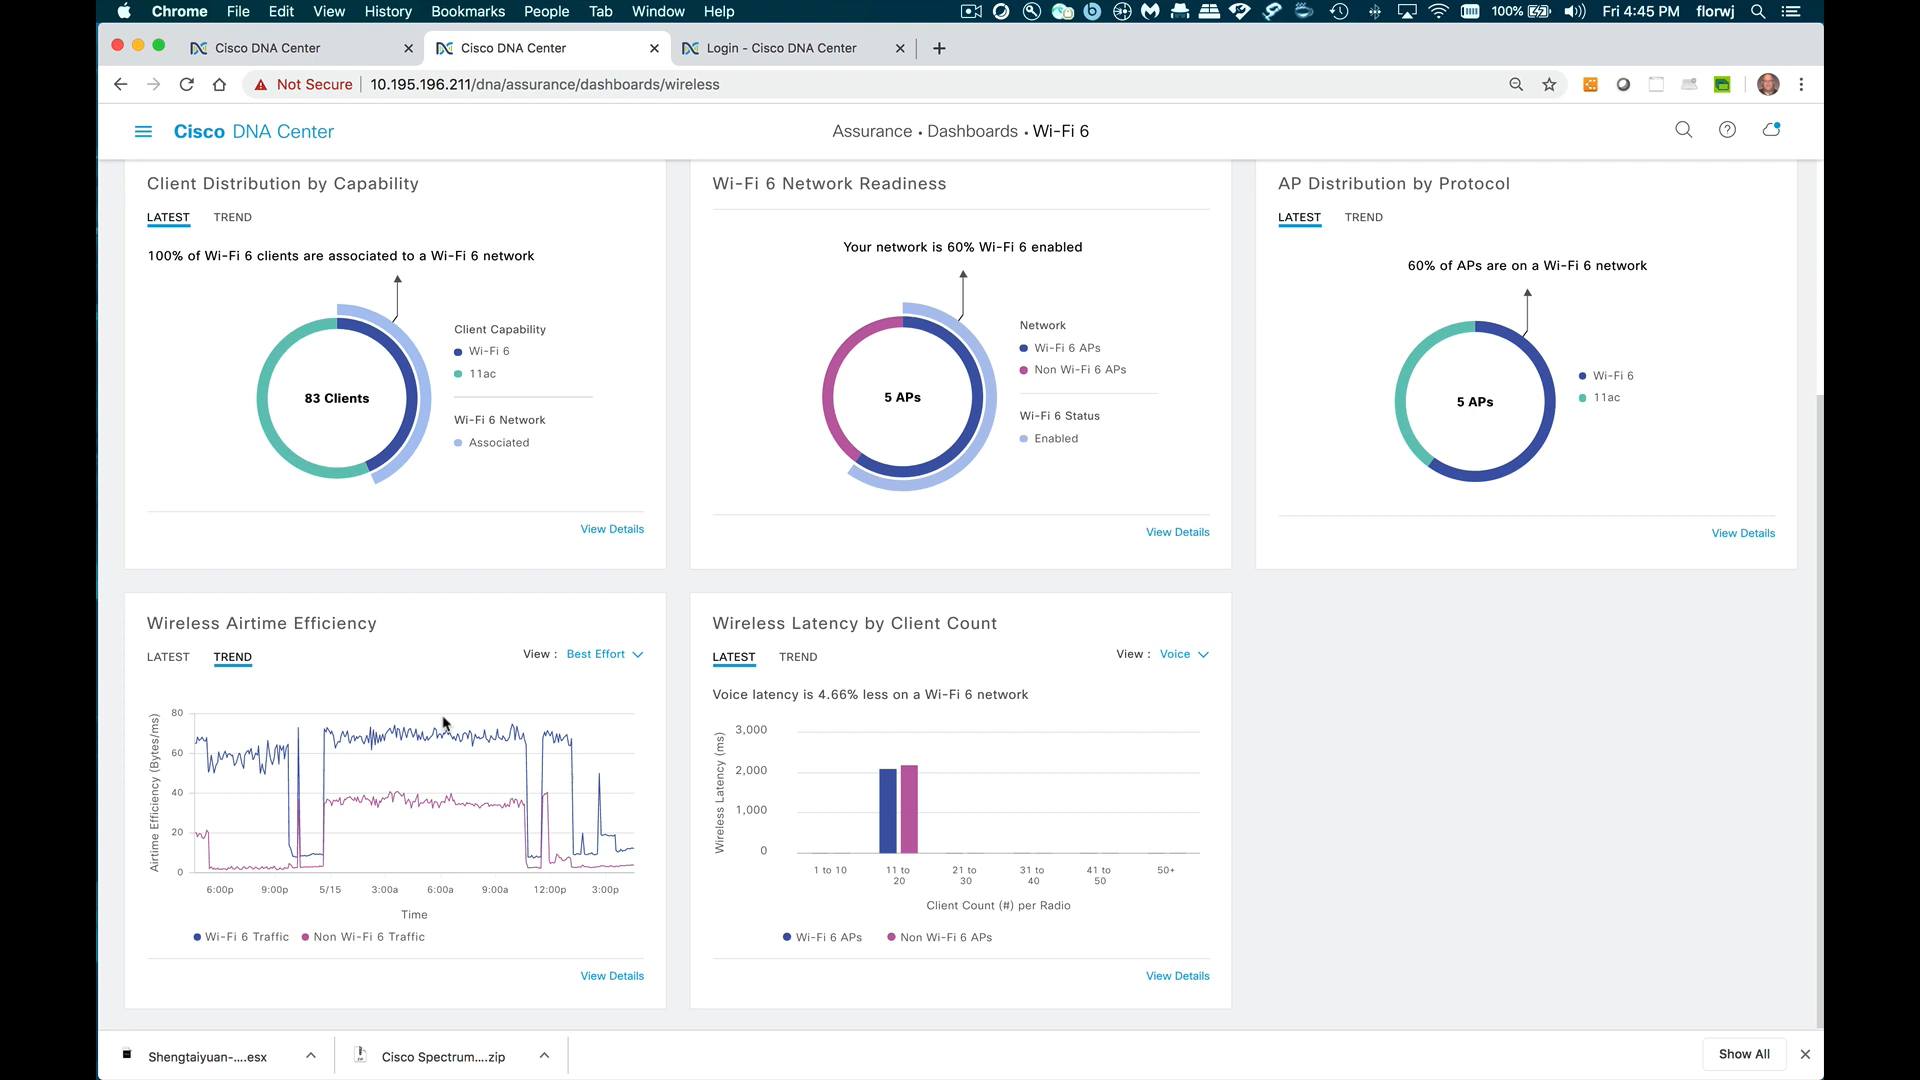 Chrome File Edit View History Bookmarks People Tab Window Help 100% Fri 4:45 PM florwj
Cisco DNA Center Cisco DNA Center Login - Cisco DNA Center
Not Secure 10.195.196.211/dna/assurance/dashboards/wireless
Cisco DNA Center Assurance • Dashboards • Wi-Fi 6
Client Distribution by Capability
LATEST TREND
100% of Wi-Fi 6 clients are associated to a Wi-Fi 6 network
83 Clients
Client Capability
Wi-Fi 6
11ac
Wi-Fi 6 Network
Associated
View Details
Wi-Fi 6 Network Readiness
Your network is 60% Wi-Fi 6 enabled
5 APs
Network
Wi-Fi 6 APs
Non Wi-Fi 6 APs
Wi-Fi 6 Status
Enabled
View Details
AP Distribution by Protocol
LATEST TREND
60% of APs are on a Wi-Fi 6 network
5 APs
Wi-Fi 6
11ac
View Details
Wireless Airtime Efficiency
LATEST TREND View : Best Effort
Airtime Efficiency (Bytes/ms)
80
60
40
20
0
6:00p 9:00p 5/15 3:00a 6:00a 9:00a 12:00p 3:00p
Time
Wi-Fi 6 Traffic Non Wi-Fi 6 Traffic
View Details
Wireless Latency by Client Count
LATEST TREND View : Voice
Voice latency is 4.66% less on a Wi-Fi 6 network
Wireless Latency (ms)
3,000
2,000
1,000
0
1 to 10 11 to 20 21 to 30 31 to 40 41 to 50 50+
Client Count (#) per Radio
Wi-Fi 6 APs Non Wi-Fi 6 APs
View Details
Shengtaiyuan-....esx Cisco Spectrum....zip Show All